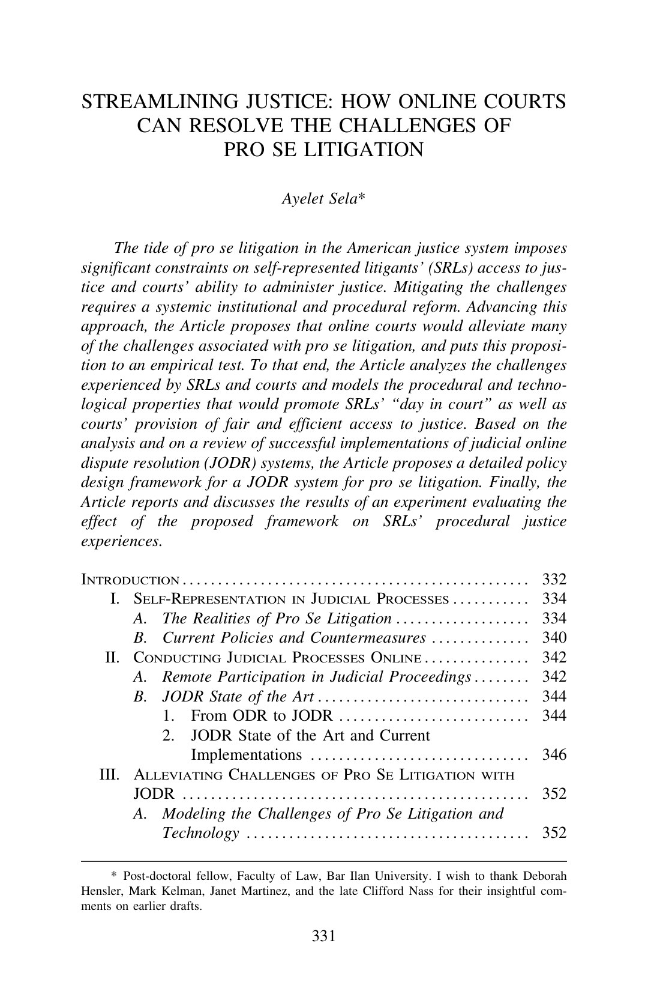 STREAMLINING JUSTICE: HOW ONLINE COURTS
CAN RESOLVE THE CHALLENGES OF
PRO SE LITIGATION
Ayelet Sela*
The tide of pro se litigation in the American justice system imposes
significant constraints on self-represented litigants’ (SRLs) access to jus-
tice and courts’ ability to administer justice. Mitigating the challenges
requires a systemic institutional and procedural reform. Advancing this
approach, the Article proposes that online courts would alleviate many
of the challenges associated with pro se litigation, and puts this proposi-
tion to an empirical test. To that end, the Article analyzes the challenges
experienced by SRLs and courts and models the procedural and techno-
logical properties that would promote SRLs’ “day in court” as well as
courts’ provision of fair and efficient access to justice. Based on the
analysis and on a review of successful implementations of judicial online
dispute resolution (JODR) systems, the Article proposes a detailed policy
design framework for a JODR system for pro se litigation. Finally, the
Article reports and discusses the results of an experiment evaluating the
effect of the proposed framework on SRLs’ procedural justice
experiences.
INTRODUCTION ................................................. 332
I. SELF-REPRESENTATION IN JUDICIAL PROCESSES ........... 334
A. The Realities of Pro Se Litigation ................... 334
B. Current Policies and Countermeasures .............. 340
II. CONDUCTING JUDICIAL PROCESSES ONLINE ............... 342
A. Remote Participation in Judicial Proceedings ........ 342
B. JODR State of the Art .............................. 344
1. From ODR to JODR ........................... 344
2. JODR State of the Art and Current
Implementations ............................... 346
III. ALLEVIATING CHALLENGES OF PRO SE LITIGATION WITH
JODR ................................................. 352
A. Modeling the Challenges of Pro Se Litigation and
Technology ........................................ 352
* Post-doctoral fellow, Faculty of Law, Bar Ilan University. I wish to thank Deborah
Hensler, Mark Kelman, Janet Martinez, and the late Clifford Nass for their insightful com-
ments on earlier drafts.
331